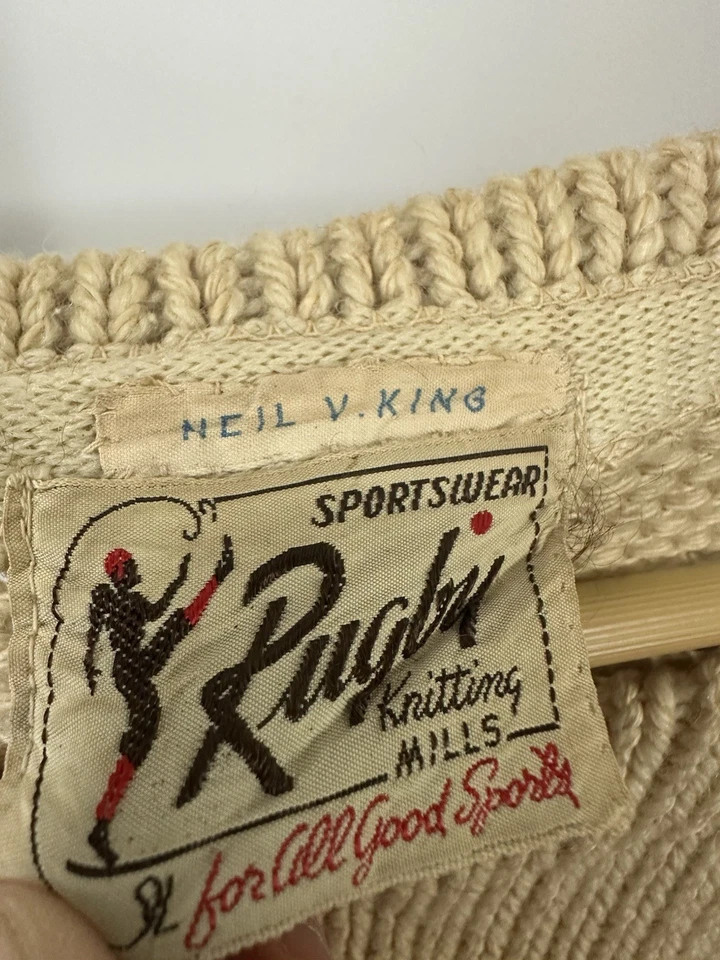 NEIL V. KING
SPORTSWEAR
Rugby
Knitting
MILLS
for All Good Sports